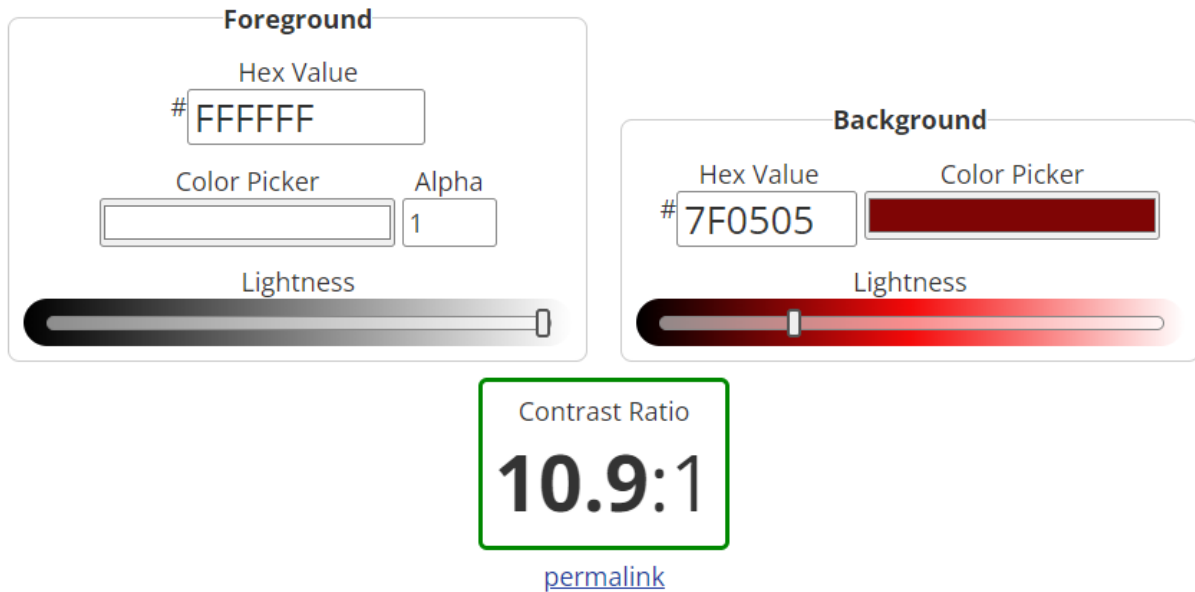 Foreground
Hex Value
# FFFFFF
Color Picker
Alpha
1
Lightness
Background
Hex Value
Color Picker
# 7F0505
Lightness
Contrast Ratio
10.9:1
permalink